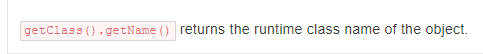 getClass().getName() returns the runtime class name of the object.